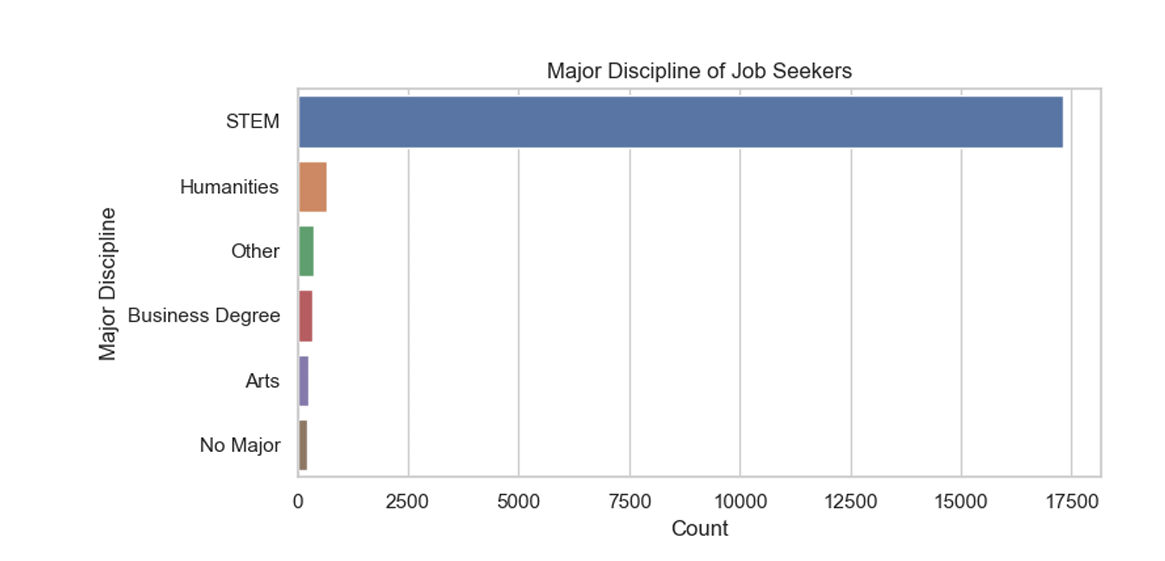 Major Discipline of Job Seekers
STEM
Humanities
Other
Business Degree
Arts
No Major
Major Discipline
0 2500 5000 7500 10000 12500 15000 17500
Count